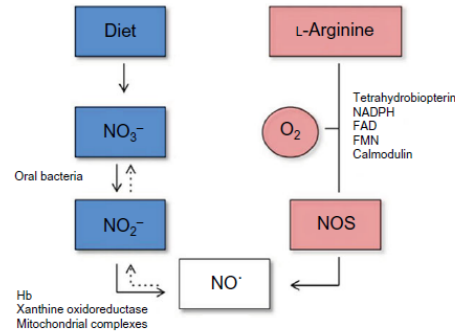 Diet
L-Arginine
Tetrahydrobiopterin
NADPH
FAD
FMN
Calmodulin
O₂
NO₃⁻
Oral bacteria
NO₂⁻
NOS
NO·
Hb
Xanthine oxidoreductase
Mitochondrial complexes